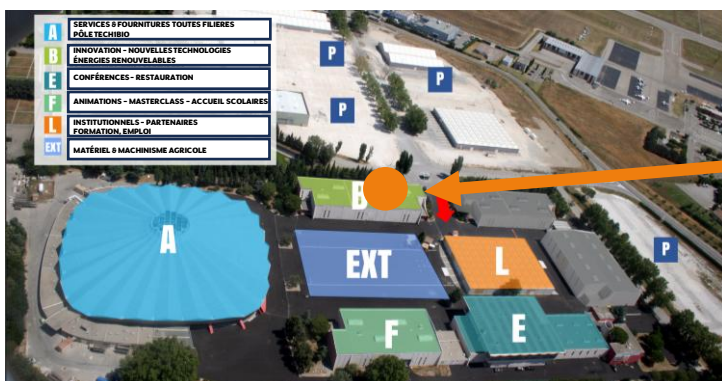 A SERVICES & FOURNITURES TOUTES FILIERES
PÔLE TECHIBIO
B INNOVATION – NOUVELLES TECHNOLOGIES
ÉNERGIES RENOUVELABLES
E CONFÉRENCES - RESTAURATION
F ANIMATIONS – MASTERCLASS – ACCUEIL SCOLAIRES
L INSTITUTIONNELS – PARTENAIRES
FORMATION, EMPLOI
EXT MATÉRIEL & MACHINISME AGRICOLE
P
P
P
P
B
A
EXT
L
F
E